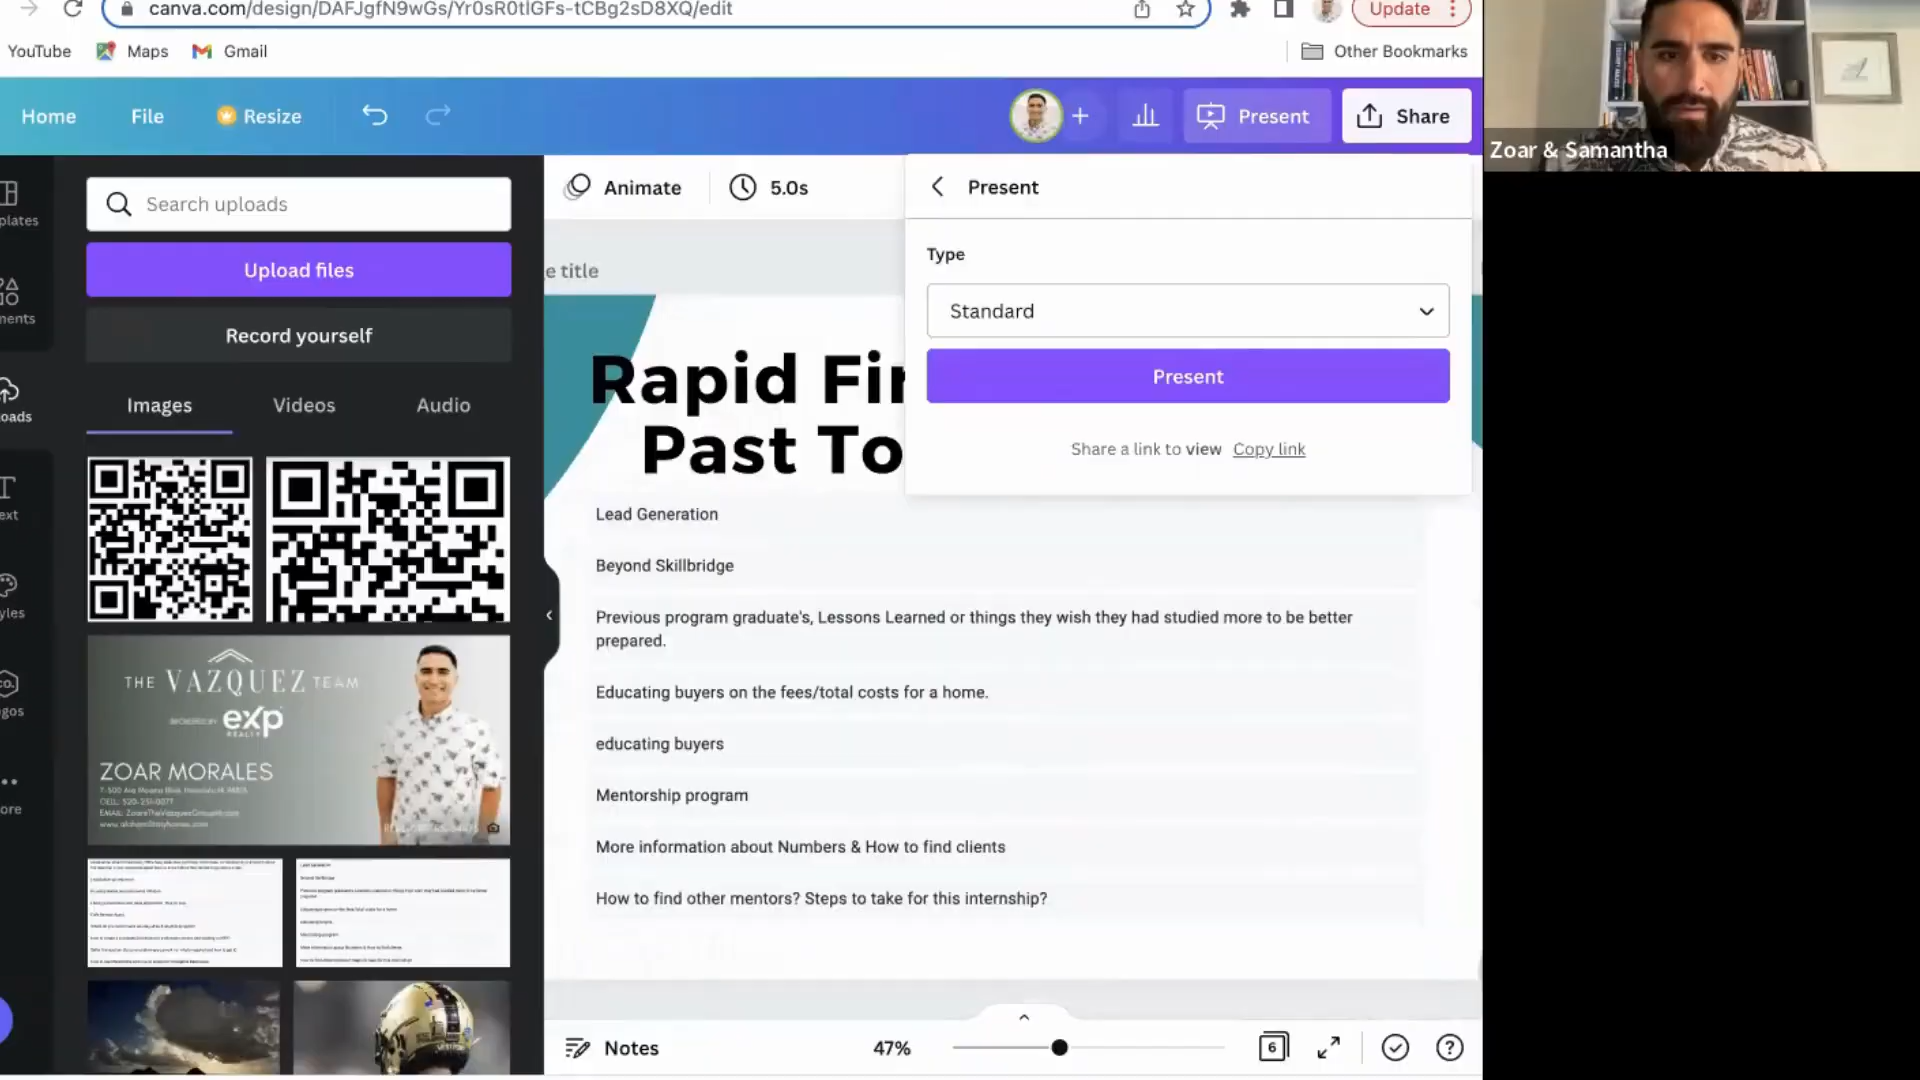 canva.com/design/DAFJgfN9wGs/Yr0sR0tlGFs-tCBg2sD8XQ/edit
Update
YouTube
Maps
Gmail
Other Bookmarks
Home
File
Resize
Present
Share
Zoar & Samantha
plates
ments
oads
ext
yles
co.
gos
ore
Search uploads
Upload files
Record yourself
Images
Videos
Audio
THE VAZQUEZ TEAM
BROKERED BY exp
REALTY
ZOAR MORALES
Animate
5.0s
e title
Present
Type
Standard
Present
Share a link to view Copy link
Rapid Fir
Past To
Lead Generation
Beyond Skillbridge
Previous program graduate's, Lessons Learned or things they wish they had studied more to be better
prepared.
Educating buyers on the fees/total costs for a home.
educating buyers
Mentorship program
More information about Numbers & How to find clients
How to find other mentors? Steps to take for this internship?
Notes
47%
6